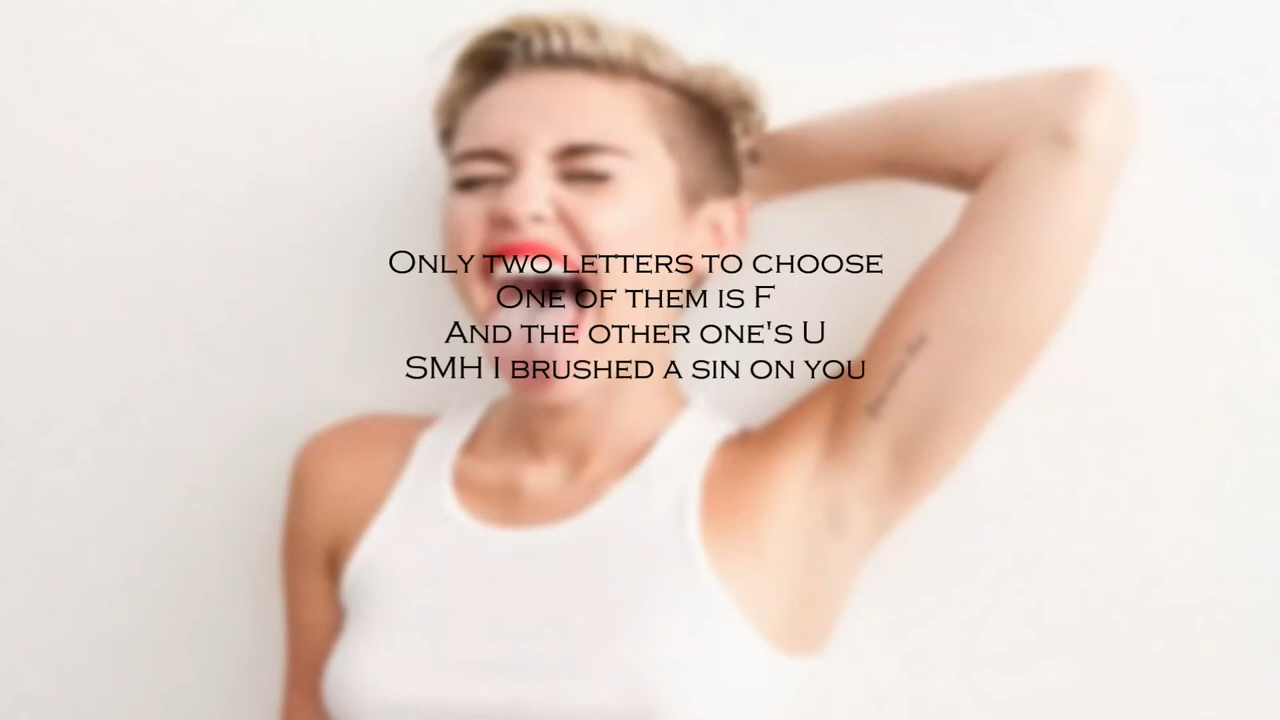 Only two letters to choose
One of them is F
And the other one's U
SMH I brushed a sin on you